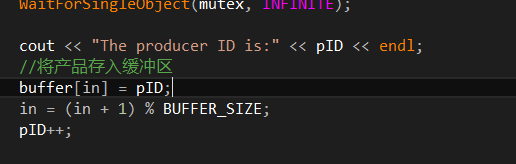 WaitForSingleObject(mutex, INFINITE);
cout << "The producer ID is:" << pID << endl;
//将产品存入缓冲区
buffer[in] = pID;
in = (in + 1) % BUFFER_SIZE;
pID++;